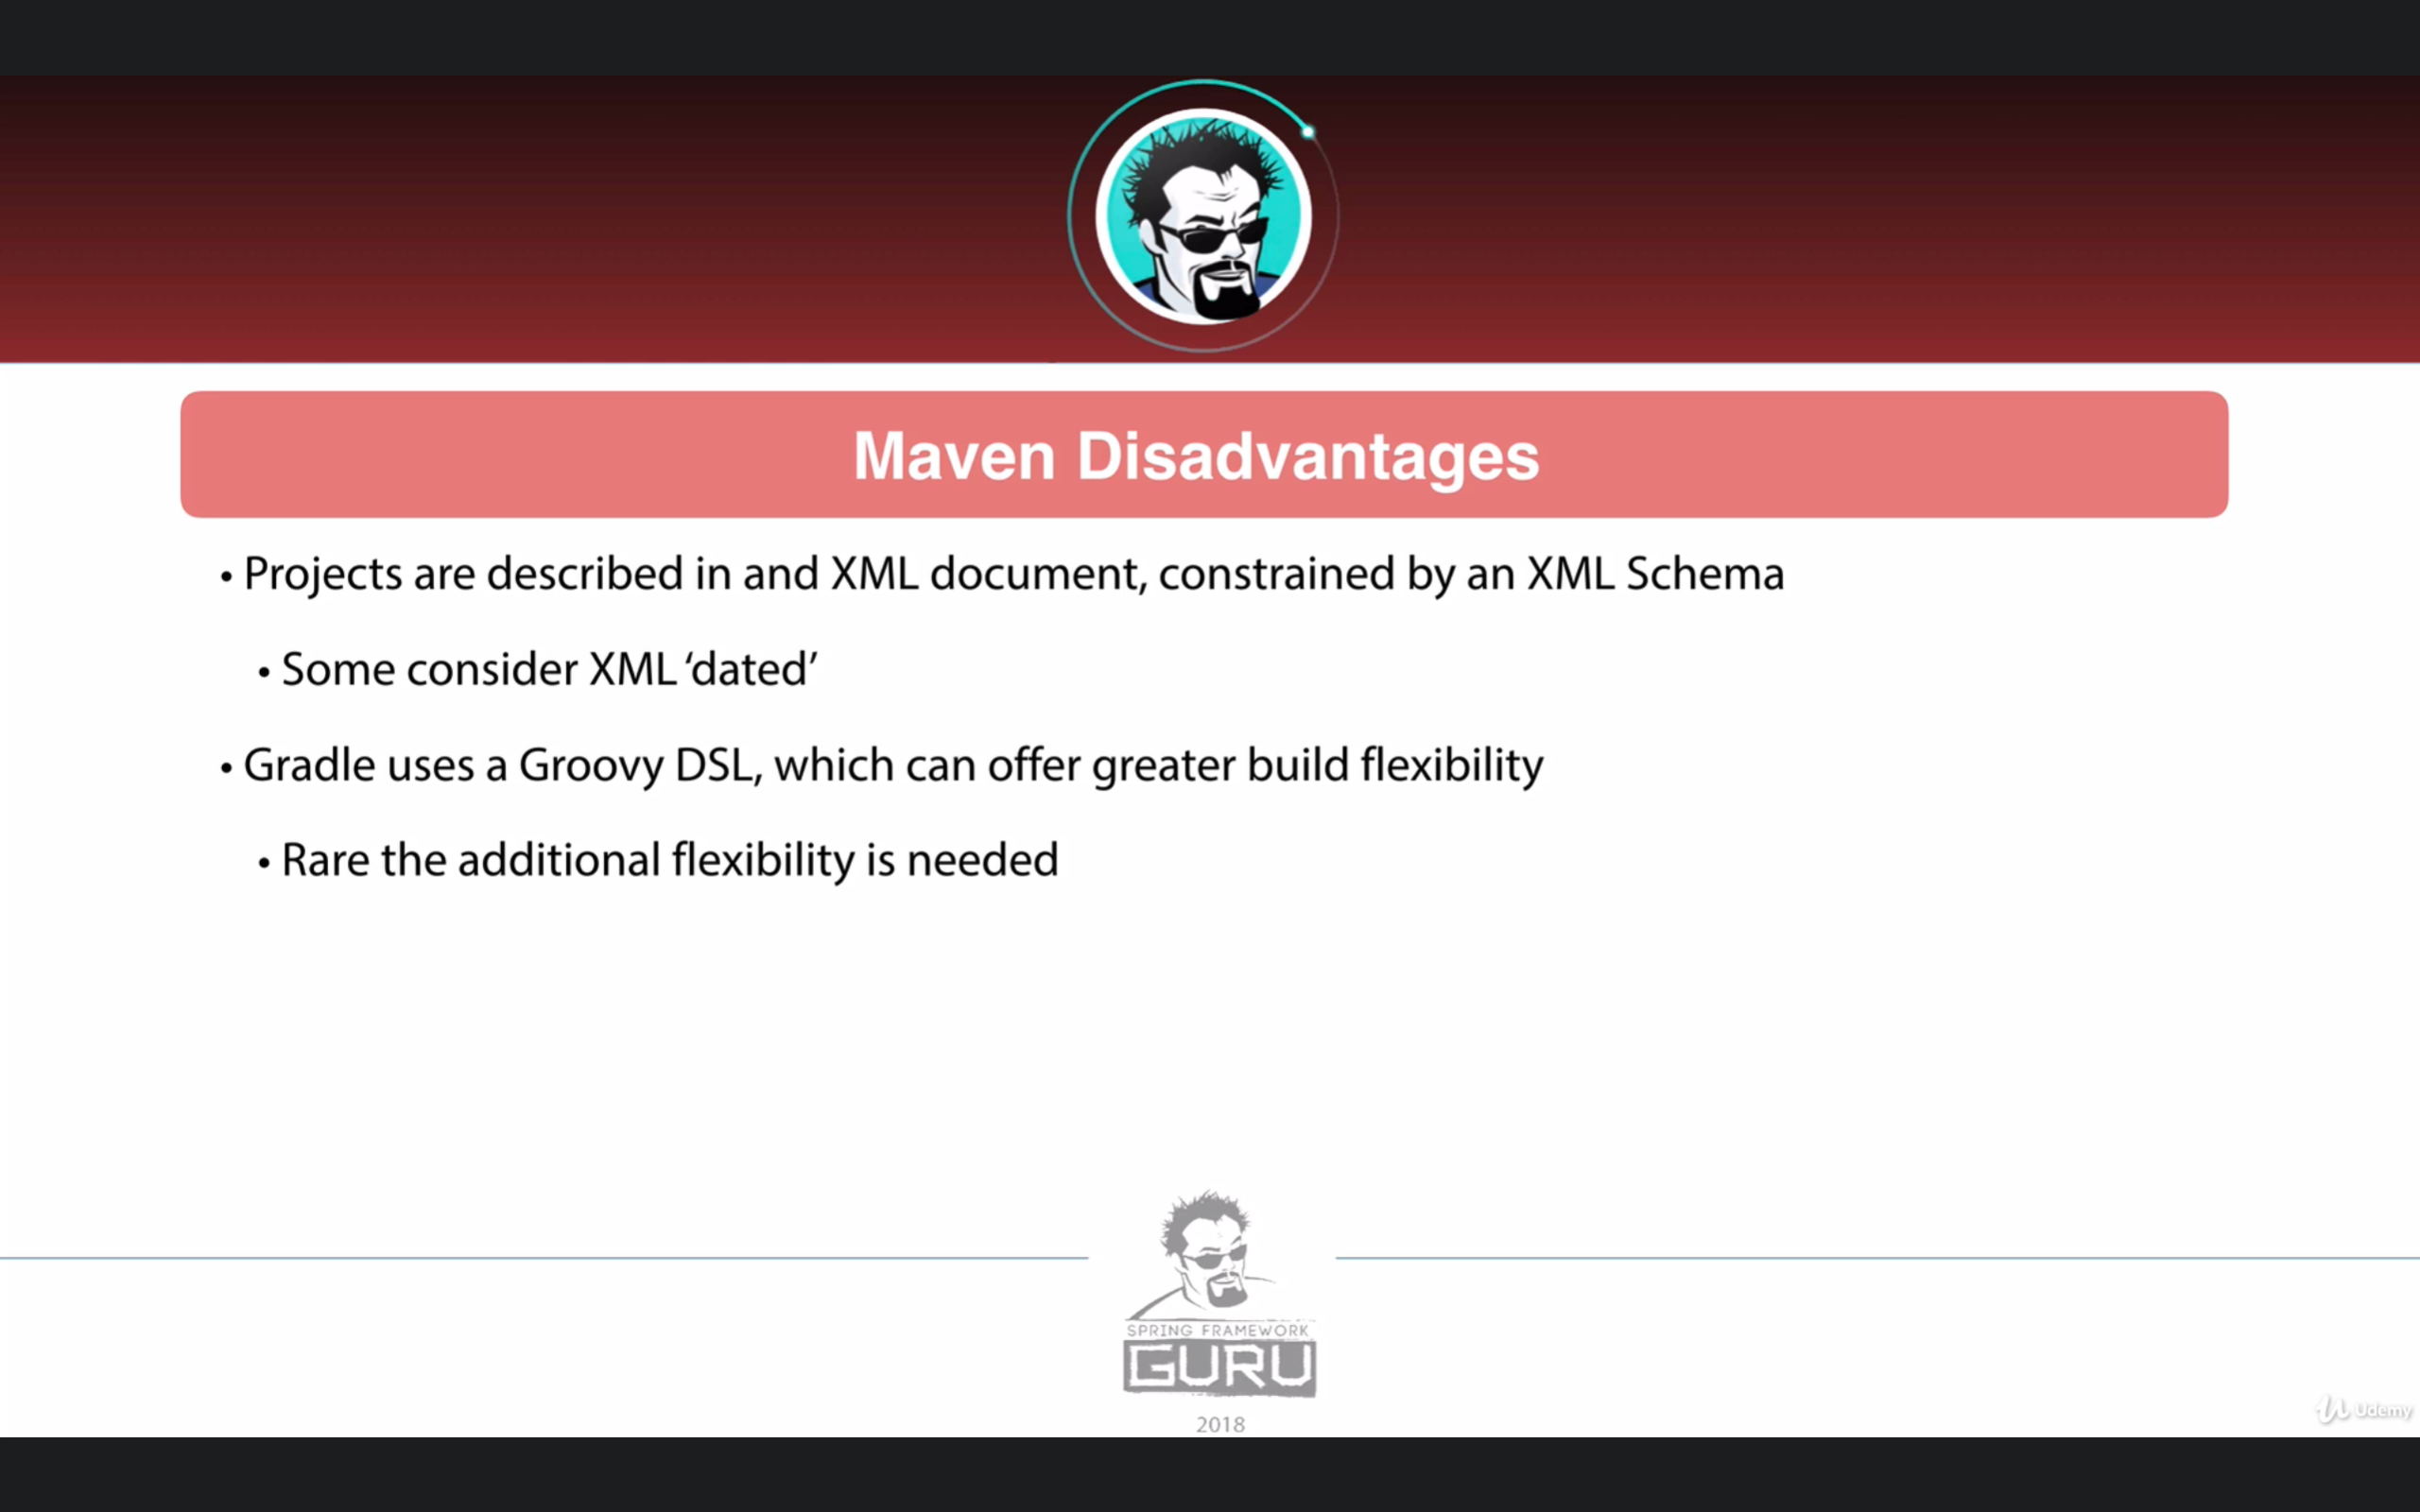 Maven Disadvantages
• Projects are described in and XML document, constrained by an XML Schema
• Some consider XML ‘dated’
• Gradle uses a Groovy DSL, which can offer greater build flexibility
• Rare the additional flexibility is needed
SPRING FRAMEWORK
GURU
2018
Udemy